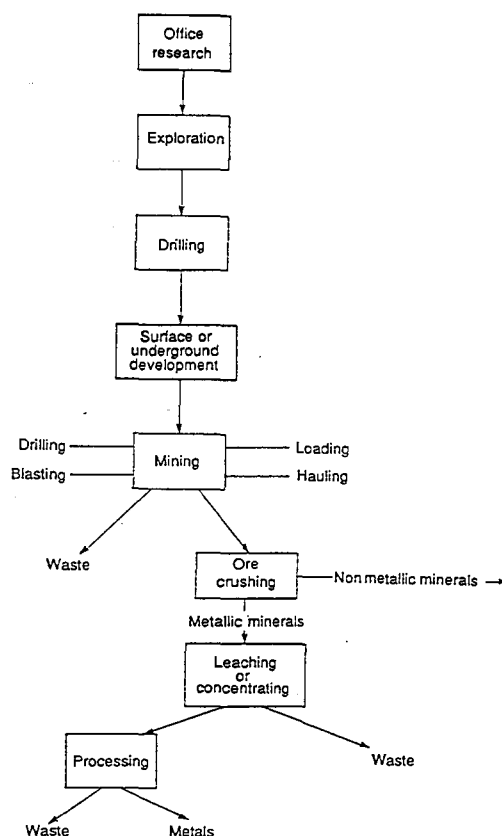 Office
research
Exploration
Drilling
Surface or
underground
development
Drilling
Blasting
Mining
Loading
Hauling
Waste
Ore
crushing
Non metallic minerals
Metallic minerals
Leaching
or
concentrating
Processing
Waste
Waste
Metals